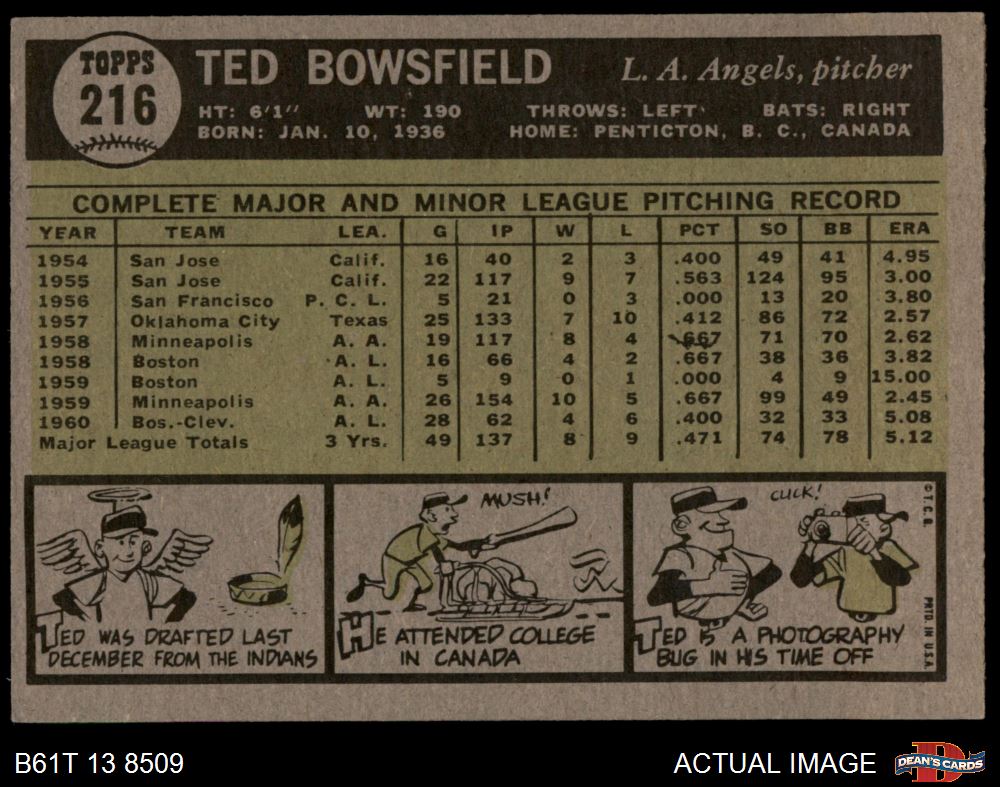 TOPPS
216
TED BOWSFIELD
L. A. Angels, pitcher
HT: 6'1" WT: 190 THROWS: LEFT BATS: RIGHT
BORN: JAN. 10, 1936 HOME: PENTICTON, B. C., CANADA
COMPLETE MAJOR AND MINOR LEAGUE PITCHING RECORD
YEAR TEAM LEA. G IP W L PCT SO BB ERA
1954 San Jose Calif. 16 40 2 3 .400 49 41 4.95
1955 San Jose Calif. 22 117 9 7 .563 124 95 3.00
1956 San Francisco P. C. L. 5 21 0 3 .000 13 20 3.80
1957 Oklahoma City Texas 25 133 7 10 .412 86 72 2.57
1958 Minneapolis A. A. 19 117 8 4 .667 71 70 2.62
1958 Boston A. L. 16 66 4 2 .667 38 36 3.82
1959 Boston A. L. 5 9 0 1 .000 4 9 15.00
1959 Minneapolis A. A. 26 154 10 5 .667 99 49 2.45
1960 Bos.-Clev. A. L. 28 62 4 6 .400 32 33 5.08
Major League Totals 3 Yrs. 49 137 8 9 .471 74 78 5.12
TED WAS DRAFTED LAST
DECEMBER FROM THE INDIANS
MUSH!
HE ATTENDED COLLEGE
IN CANADA
CLICK!
TED IS A PHOTOGRAPHY
BUG IN HIS TIME OFF
© T. C. G.
PRTD. IN U.S.A.
B61T 13 8509
ACTUAL IMAGE
DEAN'S CARDS